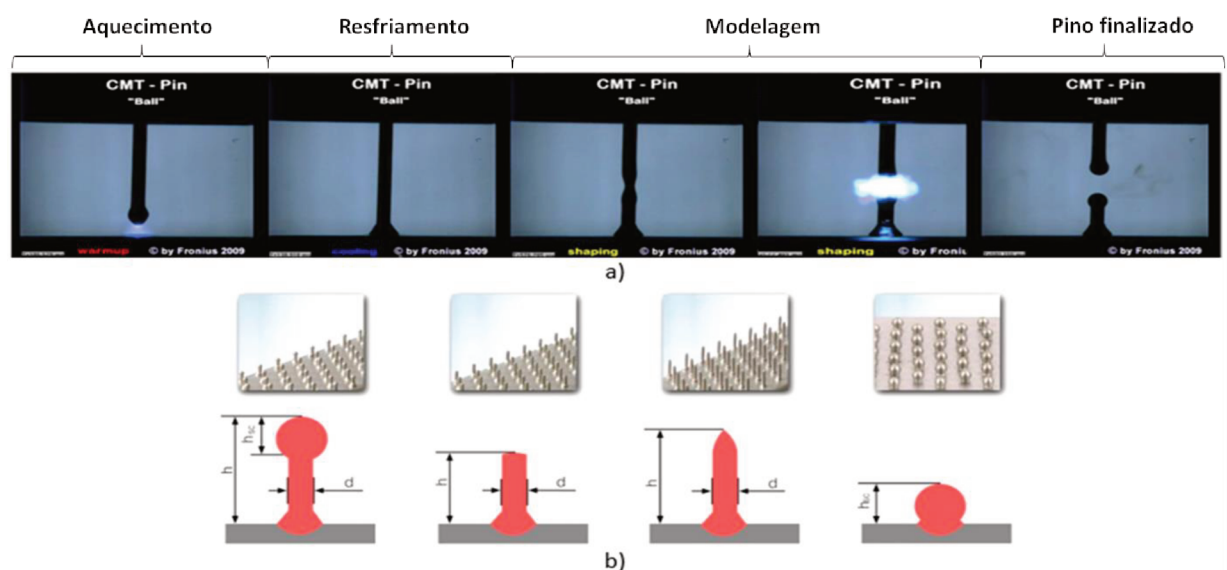 Aquecimento
Resfriamento
Modelagem
Pino finalizado
CMT - Pin
"Ball"
warmup © by Fronius 2009
CMT - Pin
"Ball"
cooling © by Fronius 2009
CMT - Pin
"Ball"
shaping © by Fronius 2009
CMT - Pin
"Ball"
shaping © by Froniu
CMT - Pin
"Ball"
© by Fronius 2009
a)
h
hsc
d
h
d
h
d
hsc
b)